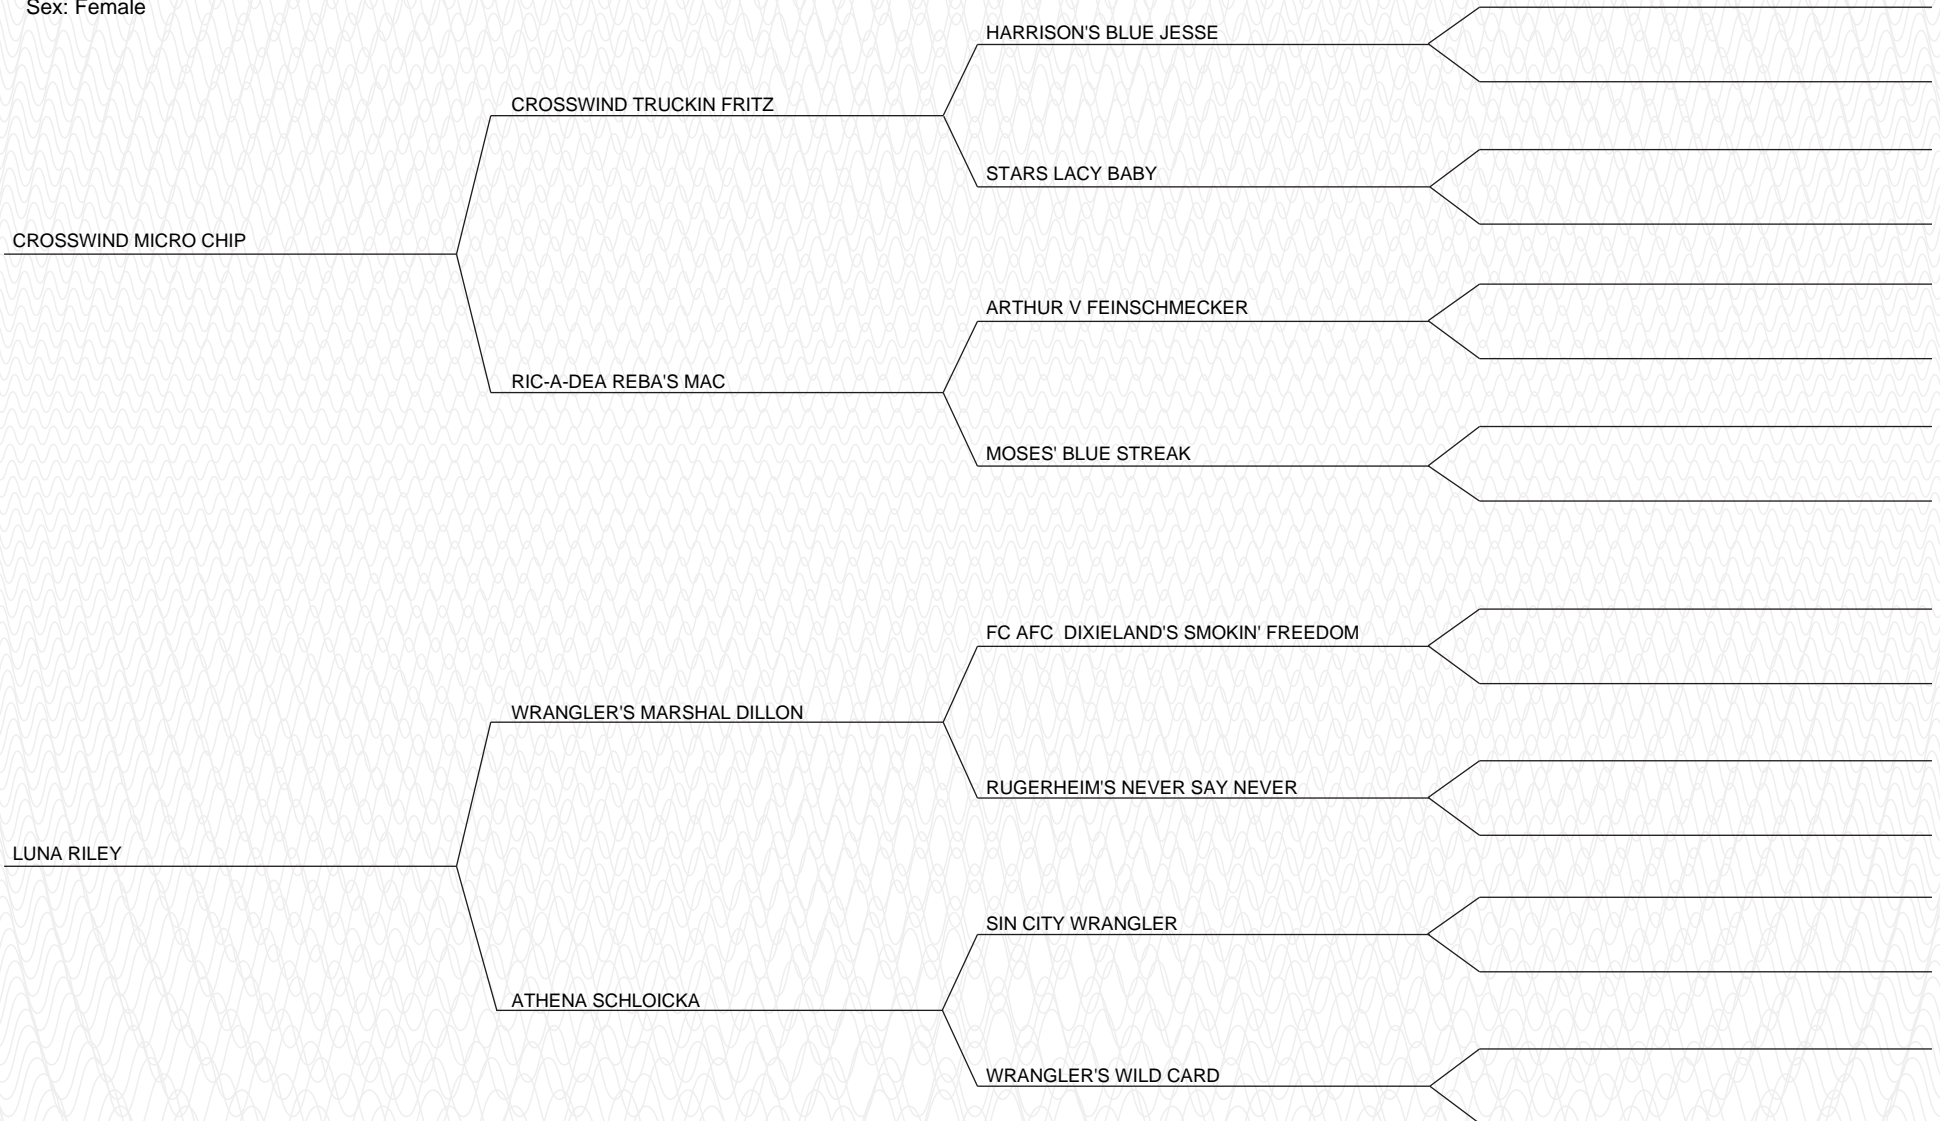 Sex: Female
HARRISON'S BLUE JESSE
CROSSWIND TRUCKIN FRITZ
STARS LACY BABY
CROSSWIND MICRO CHIP
ARTHUR V FEINSCHMECKER
RIC-A-DEA REBA'S MAC
MOSES' BLUE STREAK
FC AFC  DIXIELAND'S SMOKIN' FREEDOM
WRANGLER'S MARSHAL DILLON
RUGERHEIM'S NEVER SAY NEVER
LUNA RILEY
SIN CITY WRANGLER
ATHENA SCHLOICKA
WRANGLER'S WILD CARD